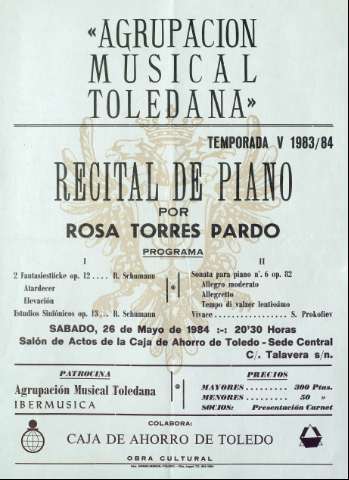 «AGRUPACION
MUSICAL
TOLEDANA»
TEMPORADA V 1983/84
RECITAL DE PIANO
POR
ROSA TORRES PARDO
PROGRAMA
I
2 Fantasiestücke op. 12 .... R. Schumann
Atardecer
Elevación
Estudios Sinfónicos op. 13... R. Schumann
II
Sonata para piano n.º 6 op. 82
Allegro moderato
Allegretto
Tempo di valzer lentissimo
Vivace ............ S. Prokofiev
SABADO, 26 de Mayo de 1984 :-: 20'30 Horas
Salón de Actos de la Caja de Ahorro de Toledo - Sede Central
C/. Talavera s/n.
PATROCINA
Agrupación Musical Toledana
IBERMUSICA
PRECIOS
MAYORES ........ 300 Ptas.
MENORES ........ 50 »
SOCIOS: Presentación Carnet
COLABORA:
CAJA DE AHORRO DE TOLEDO
OBRA CULTURAL